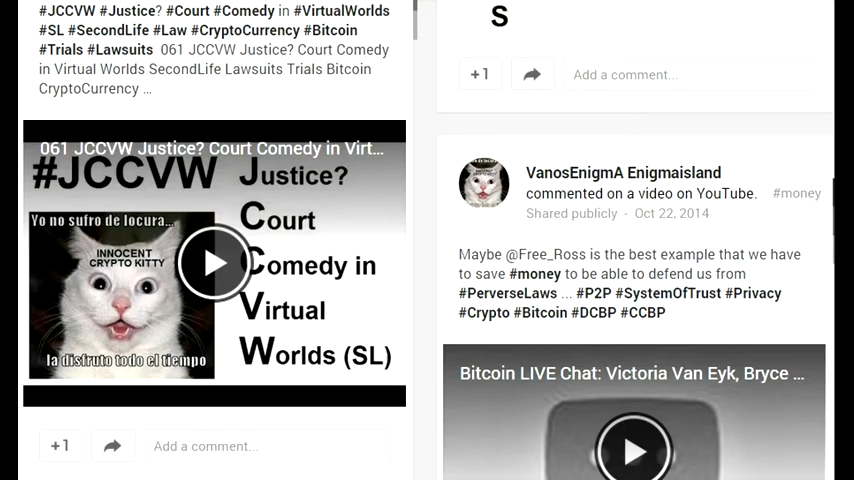 #JCCVW #Justice? #Court #Comedy in #VirtualWorlds
#SL #SecondLife #Law #CryptoCurrency #Bitcoin
#Trials #Lawsuits 061 JCCVW Justice? Court Comedy
in Virtual Worlds SecondLife Lawsuits Trials Bitcoin
CryptoCurrency ...
061 JCCVW Justice? Court Comedy in Virt...
#JCCVW
Justice?
Court
Comedy in
Virtual
Worlds (SL)
Yo no sufro de locura...
INNOCENT
CRYPTO KITTY
la disfruto todo el tiempo
+1
Add a comment...
S
+1
Add a comment...
VanosEnigmA Enigmaisland
commented on a video on YouTube. #money
Shared publicly - Oct 22, 2014
Maybe @Free_Ross is the best example that we have
to save #money to be able to defend us from
#PerverseLaws ... #P2P #SystemOfTrust #Privacy
#Crypto #Bitcoin #DCBP #CCBP
Bitcoin LIVE Chat: Victoria Van Eyk, Bryce ...